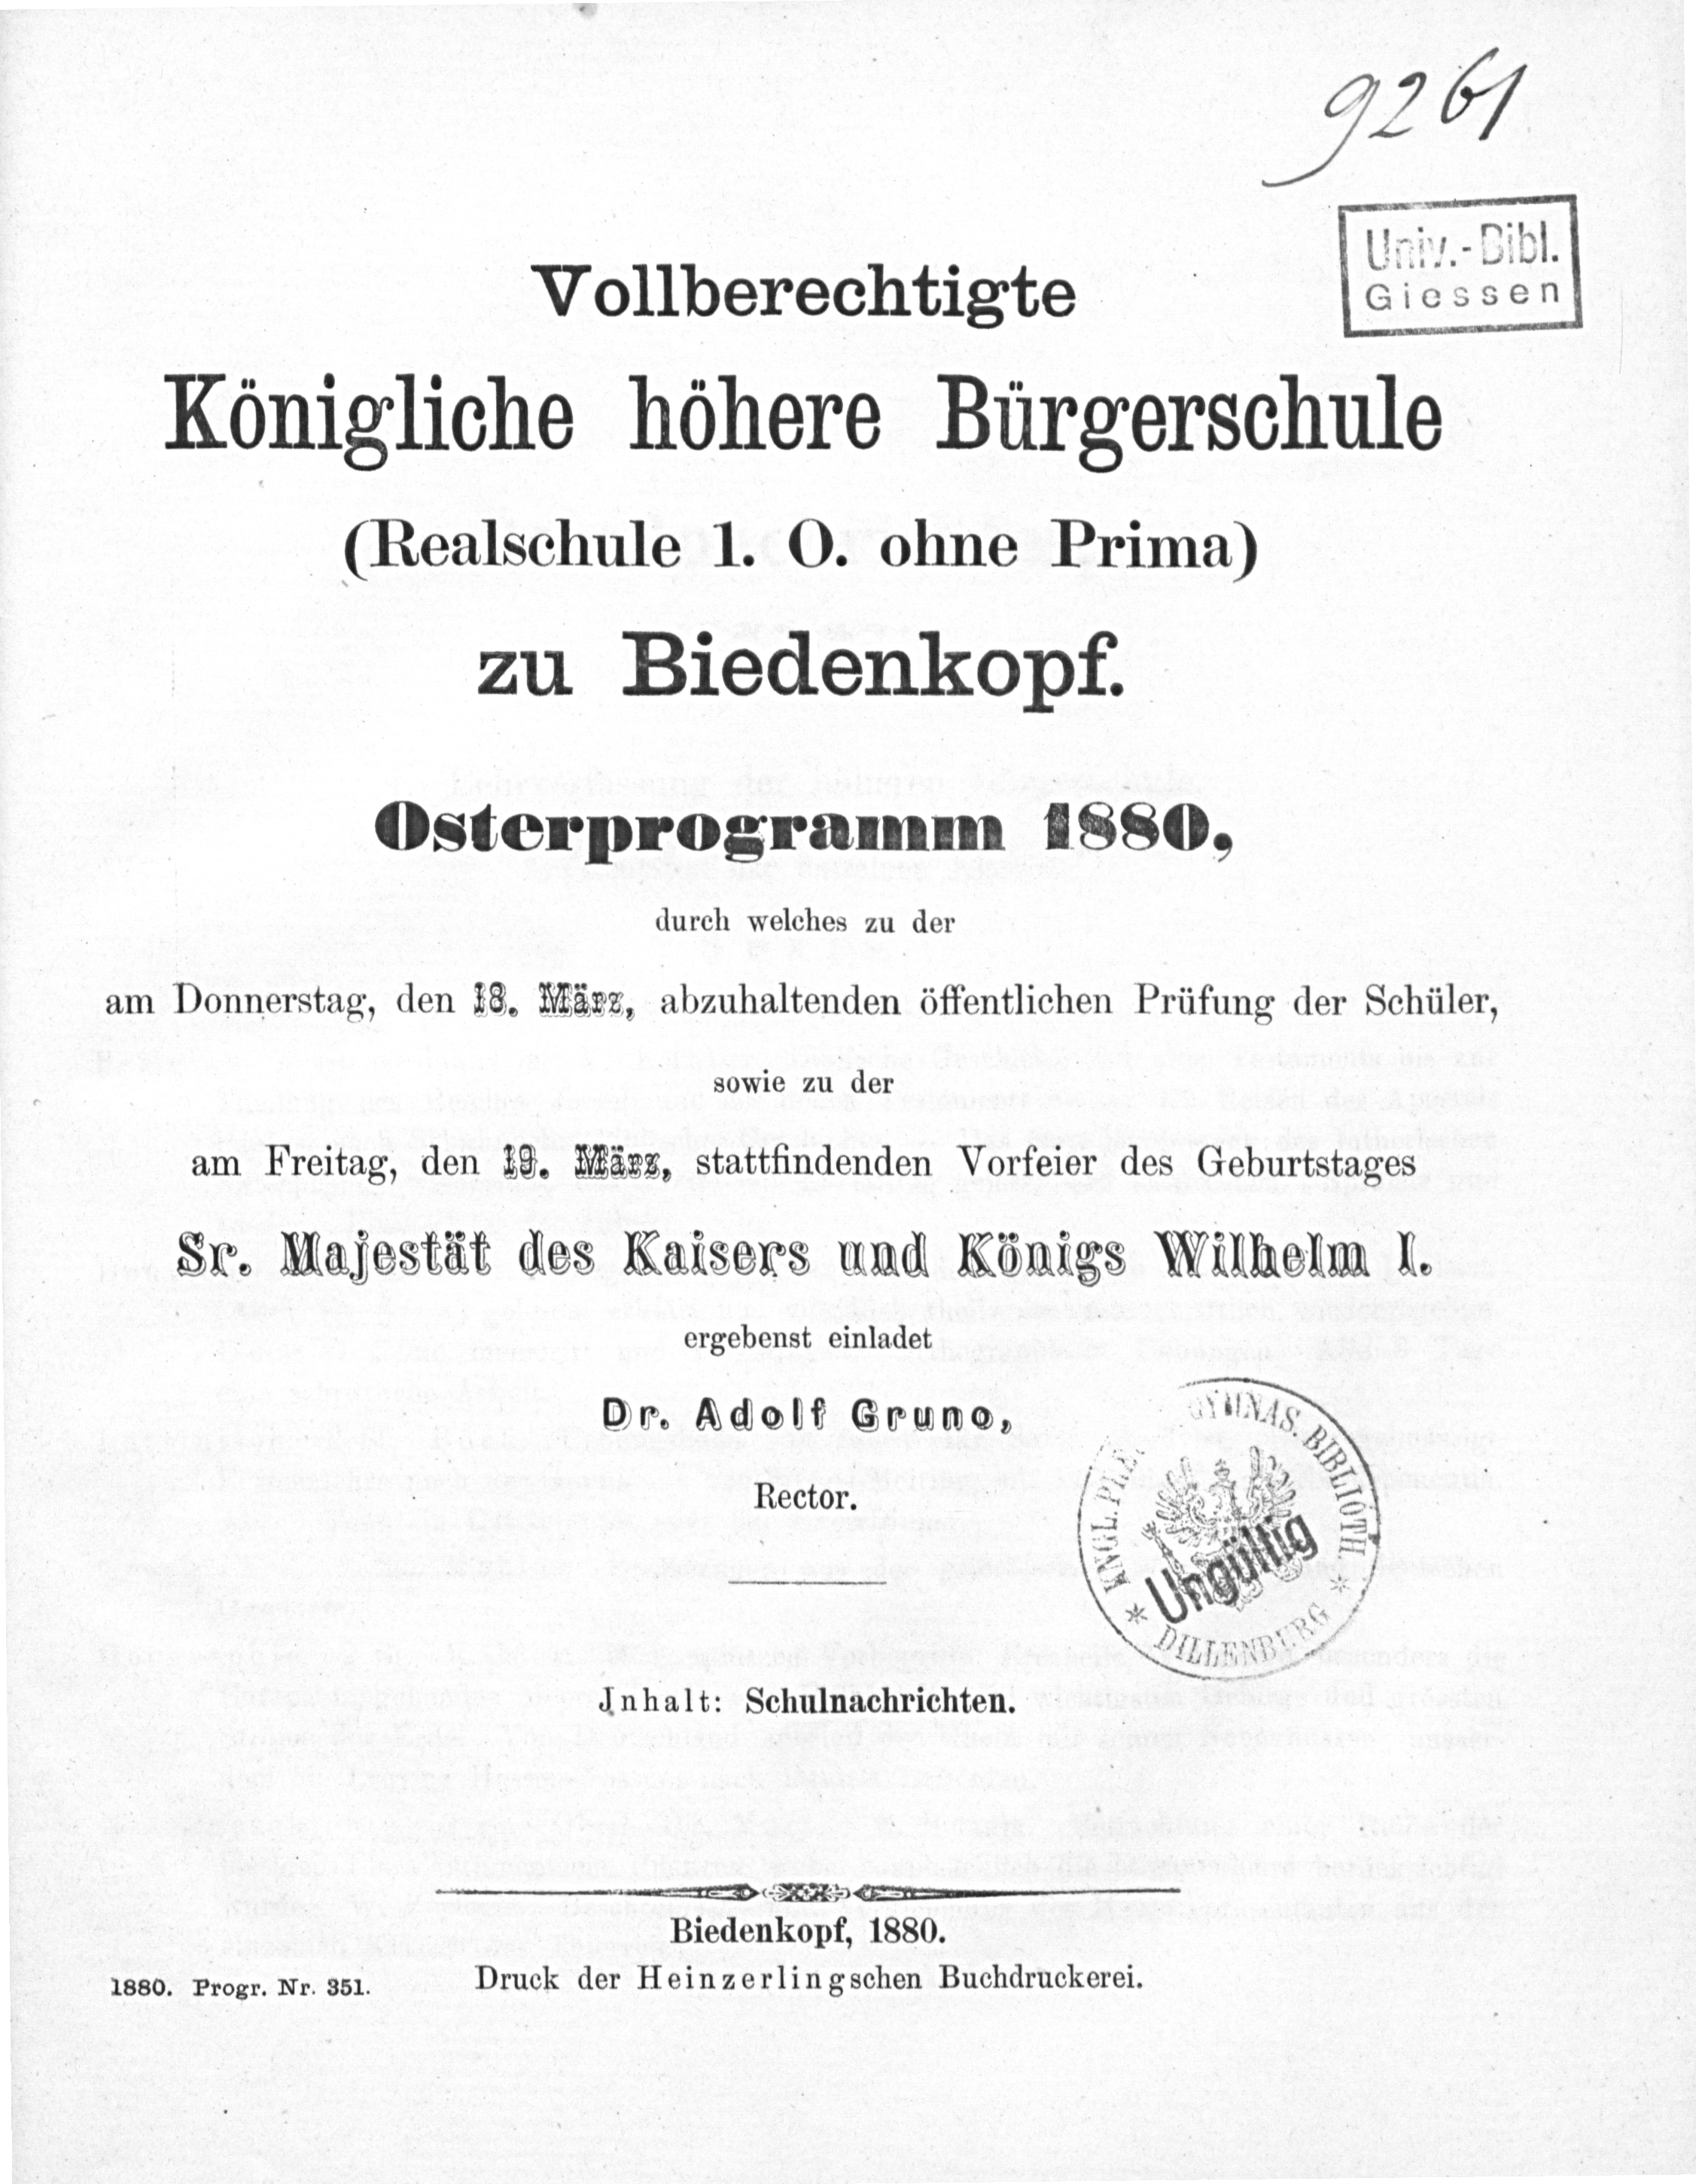 9261
Univ.-Bibl.
Giessen
Vollberechtigte
Königliche höhere Bürgerschule
(Realschule 1. O. ohne Prima)
zu Biedenkopf.
Osterprogramm 1880,
durch welches zu der
am Donnerstag, den 18. März, abzuhaltenden öffentlichen Prüfung der Schüler,
sowie zu der
am Freitag, den 19. März, stattfindenden Vorfeier des Geburtstages
Sr. Majestät des Kaisers und Königs Wilhelm I.
ergebenst einladet
Dr. Adolf Gruno,
Rector.
GYMNAS. BIBLIOTH.
Ungültig
DILLENBURG
Jnhalt: Schulnachrichten.
Biedenkopf, 1880.
1880. Progr. Nr. 351.
Druck der Heinzerlingschen Buchdruckerei.